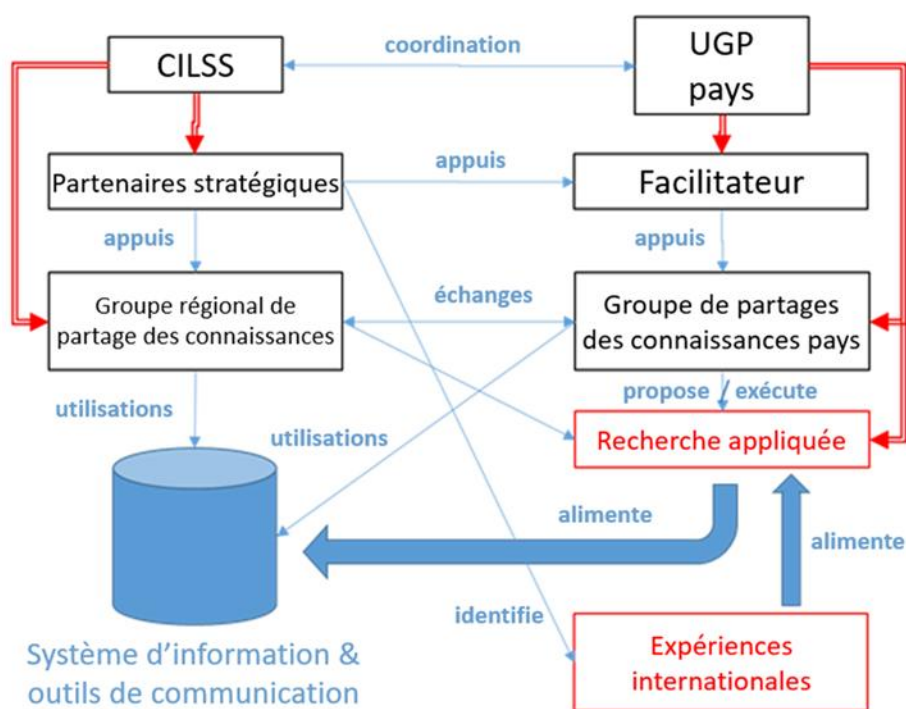 CILSS
coordination
UGP
pays
Partenaires stratégiques
appuis
Facilitateur
appuis
appuis
Groupe régional de
partage des connaissances
échanges
Groupe de partages
des connaissances pays
utilisations
propose / exécute
utilisations
Recherche appliquée
alimente
alimente
identifie
Système d'information &
outils de communication
Expériences
internationales